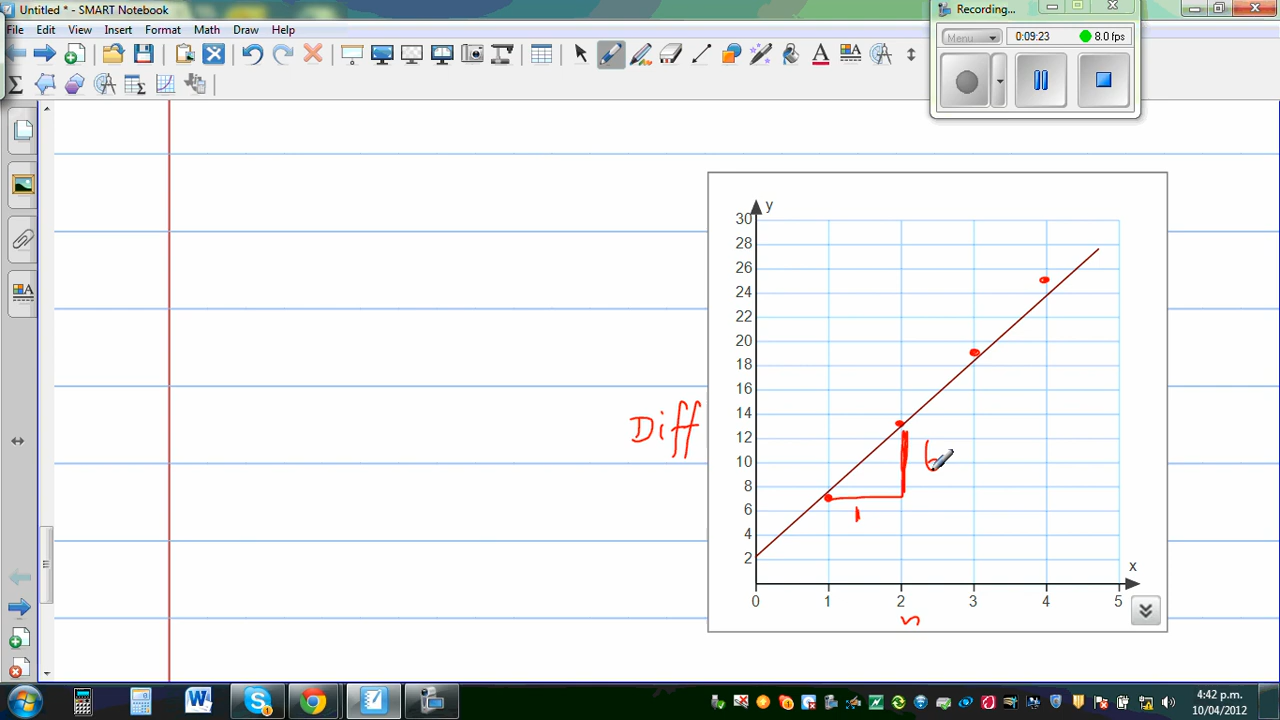 Untitled * - SMART Notebook
Recording...
File Edit View Insert Format Math Draw Help
Menu 0:09:23 8.0 fps
y
30
28
26
24
22
20
18
16
14
12
10
8
6
4
2
Diff
6
1
x
0 1 2 3 4 5
n
4:42 p.m.
10/04/2012